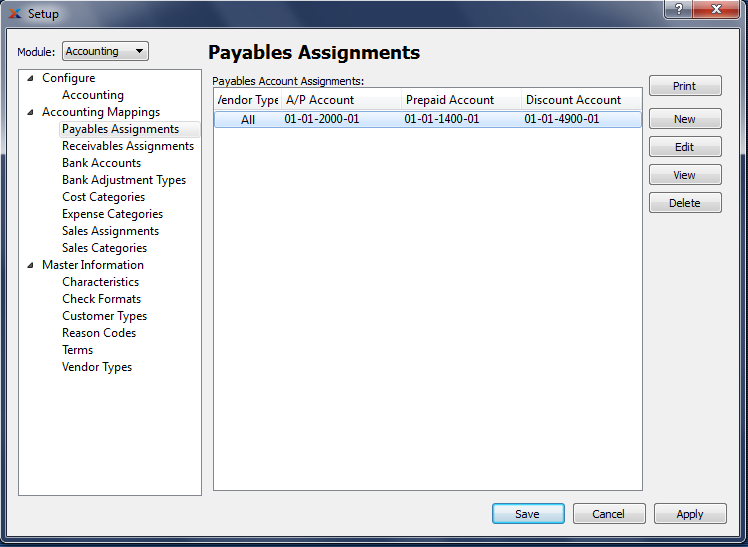 Setup
?
Module: Accounting
Payables Assignments
Configure
Accounting
Accounting Mappings
Payables Assignments
Receivables Assignments
Bank Accounts
Bank Adjustment Types
Cost Categories
Expense Categories
Sales Assignments
Sales Categories
Master Information
Characteristics
Check Formats
Customer Types
Reason Codes
Terms
Vendor Types
Payables Account Assignments:
Vendor Type A/P Account Prepaid Account Discount Account
All 01-01-2000-01 01-01-1400-01 01-01-4900-01
Print
New
Edit
View
Delete
Save Cancel Apply